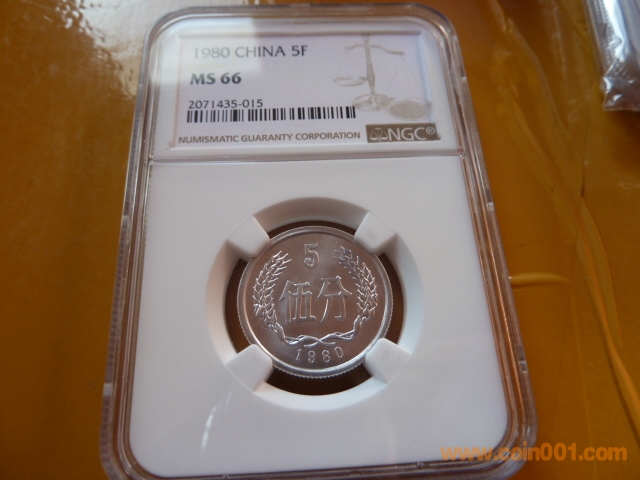 1980 CHINA 5F
MS 66
2071435-015
NUMISMATIC GUARANTY CORPORATION
NGC®
5
伍分
1980
www.coin001.com